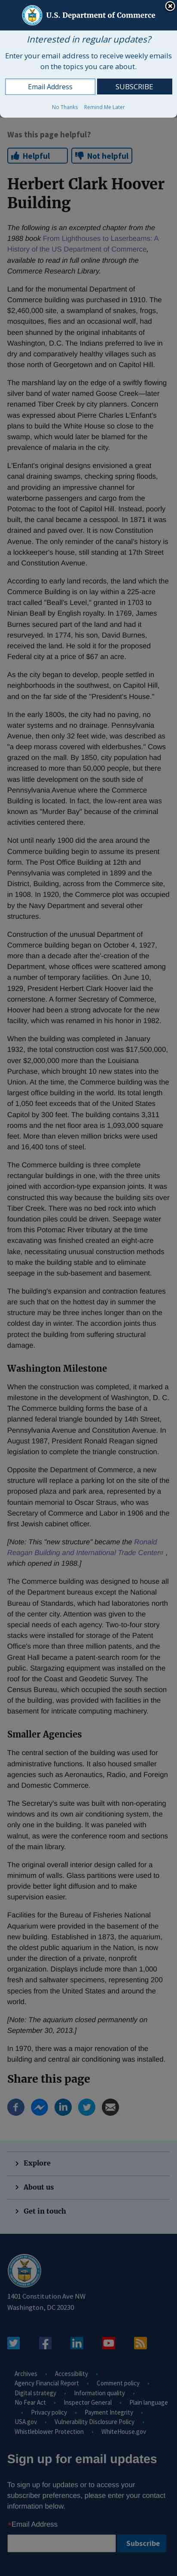 U.S. Department of Commerce
Interested in regular updates?
Enter your email address to receive weekly emails
on the topics you care about.
Email Address
SUBSCRIBE
No Thanks
Remind Me Later
Was this page helpful?
Helpful
Not helpful
Herbert Clark Hoover
Building
The following is an excerpted chapter from the
1988 book From Lighthouses to Laserbeams: A
History of the US Department of Commerce,
available to read in full online through the
Commerce Research Library.
Land for the monumental Department of
Commerce building was purchased in 1910. The
$2,460,000 site, a swampland of snakes, frogs,
mosquitoes, and even an occasional wolf, had
been shunned by the original inhabitants of
Washington, D.C. The Indians preferred to live in
dry and comparatively healthy villages such as
those north of Georgetown and on Capitol Hill.
The marshland lay on the edge of a swiftly flowing
silver band of water named Goose Creek—later
renamed Tiber Creek by city planners. Concern
was expressed about Pierre Charles L'Enfant's
plans to build the White House so close to the
foreboding waters, for the area was known for the
prevalence of malaria in the city.
L'Enfant's original designs envisioned a great
canal draining swamps, checking spring floods,
and providing an impressive channel for
waterborne passengers and cargo from the
Potomac to the foot of Capitol Hill. Instead,
poorly built, the canal became a cesspool. In 1871 it was
drained and paved over. It is now Constitution
Avenue. The only reminder of the canal's history is
a lockkeeper's house, still standing at 17th Street
and Constitution Avenue.
According to early land records, the land which the
Commerce Building is on lay within a 225-acre
tract called "Beal's Level," granted in 1703 to
Ninian Beall by English royalty. In 1769, James
Barnes secured the part of the land and had it
resurveyed. In 1774, his son, David Burnes,
received the land. He sold it for the proposed
Federal City at a price of $67 an acre.
As the city began to develop, people settled in
neighborhoods in the southwest, on Capitol Hill,
and on the far side of the "President's House."
In the early 1800s, the city had no paving, no
lighting, and no sewage drainage. Pennsylvania
Avenue, then only 32 feet wide, was described as
"a deep morass covered with elderbushes." Cows
grazed on the mall. By 1850, city population had
increased to more than 50,000 people, but there
was little development on the south side of
Pennsylvania Avenue, where the Commerce
building is located. In fact, the low-rent area was
known as "Murder Bay" because of the criminal
activities centered there.
Not until nearly 1900 did the area around the
Commerce building begin to assume its present
form. The Post Office Building at 12th and
Pennsylvania was completed in 1899 and the
District, Building, across from the Commerce site,
in 1908. In 1920, the Commerce plot was occupied
by the Navy Department and several other
structures.
Construction of the unusual Department of
Commerce building began on October 4, 1927,
more than a decade after the'-creation of the
Department, whose offices were scattered among
a number of temporary facilities. On June 10,
1929, President Herbert Clark Hoover laid the
cornerstone. A former Secretary of Commerce,
Hoover had been a strong advocate for the new
building, which was renamed in his honor in 1982.
When the building was completed in January
1932, the total construction cost was $17,500,000,
over $2,000,000 more than the Louisiana
Purchase, which brought 10 new states into the
Union. At the time, the Commerce building was the
largest office building in the world. Its total length
of 1,050 feet exceeds by almost three blocks. It
exceeds in total feet that of the United States
Capitol by 300 feet. The building contains 3,311
rooms and the net floor area is 1,093,000 square
feet. More than eleven million bricks were used
and 16,400 tons of steel.
The Commerce building is in effect six complete
rectangular buildings in one, with the three units
joined with accordion-type expansion joints. It was
constructed over the
old stream bed of
Tiber Creek. There was no bed rock into which
foundation piles could be driven. Seepage water
from this Potomac River tributary at the
excavating was considered behind an eight-foot
scale and, at low tide, even at low tide,
necessitating the use of deep-sea divers.
The building's expansion and contraction features
are such that on the hottest day in summer the
building is three inches longer than on the coldest
day in winter. The accordion joints thus
protect the building from suffering structural
damage.
Washington Milestone
When the construction was completed, it marked a
milestone in the development of Washington, D. C.
The Commerce building forms the base of a
planned federal triangle bounded by 14th Street,
Pennsylvania Avenue and Constitution Avenue. In
August 1987, President Ronald Reagan signed
legislation to complete the triangle construction.
Opposite the Department of Commerce, a new
structure will replace a parking lot and the Great
Plaza. Part of the site is dominated by a
fountain in memory to Oscar Straus, who was
Secretary of Commerce and Labor in 1906 and the
first Jewish cabinet officer.
[Note: This "new structure" became the Ronald
Reagan Building and International Trade Center ,
which opened in 1988.]
The Commerce building was designed to house all
of the Department's bureaus except the National
Bureau of Standards, which had laboratories north
of the city center. Attention was given to the
special needs of each agency. Two-and-a-half to
four-story stacks were installed for
Patent Office's more than three million patents, and
Great Hall became the patent search public
room. Stargazing equipment was installed on the
roof for the Coast and Geodetic Survey. The
Census Bureau, which occupied the south section
of the building, was provided with facilities in the
basement for intricate computing machinery.
Smaller Agencies
The central section of the building was used for
administrative facilities. It also housed smaller
agencies such as Aeronautics, Radio, and Foreign
and Domestic Commerce.
The Secretary's suite was built with non-operating
windows and its own air conditioning system, the
only one in the building. It was panelled in walnut,
as were the conference room and sections of
the main library.
The original overall interior design called for a
minimum of walls. Glass partitions were used to
provide better light diffusion and to make
supervision easier.
Facilities for the Bureau of Fisheries National
Aquarium were provided in the basement of the
new building. Established in 1873, the aquarium,
the oldest public aquarium in the Nation, is now
under the direction of a private, nonprofit
organization. Displays include more than 1,000
fresh and saltwater specimens, representing 200
species from the United States and around the
world.
[Note: The aquarium closed permanently on
September 30, 2013.]
In 1970, there was a major renovation of the
building and central air conditioning was installed.
Share this page
Explore
About us
Get in touch
1401 Constitution Ave NW
Washington, DC 20230
Archives
Accessibility
Agency Financial Report
Comment policy
Digital strategy
Information quality
No Fear Act
Inspector General
Plain language
Privacy policy
Payment Integrity
USA.gov
Vulnerability Disclosure Policy
Whistleblower Protection
WhiteHouse.gov
Sign up for email updates
To sign up for updates or to access your
subscriber preferences, please enter your contact
information below.
*Email Address
Subscribe